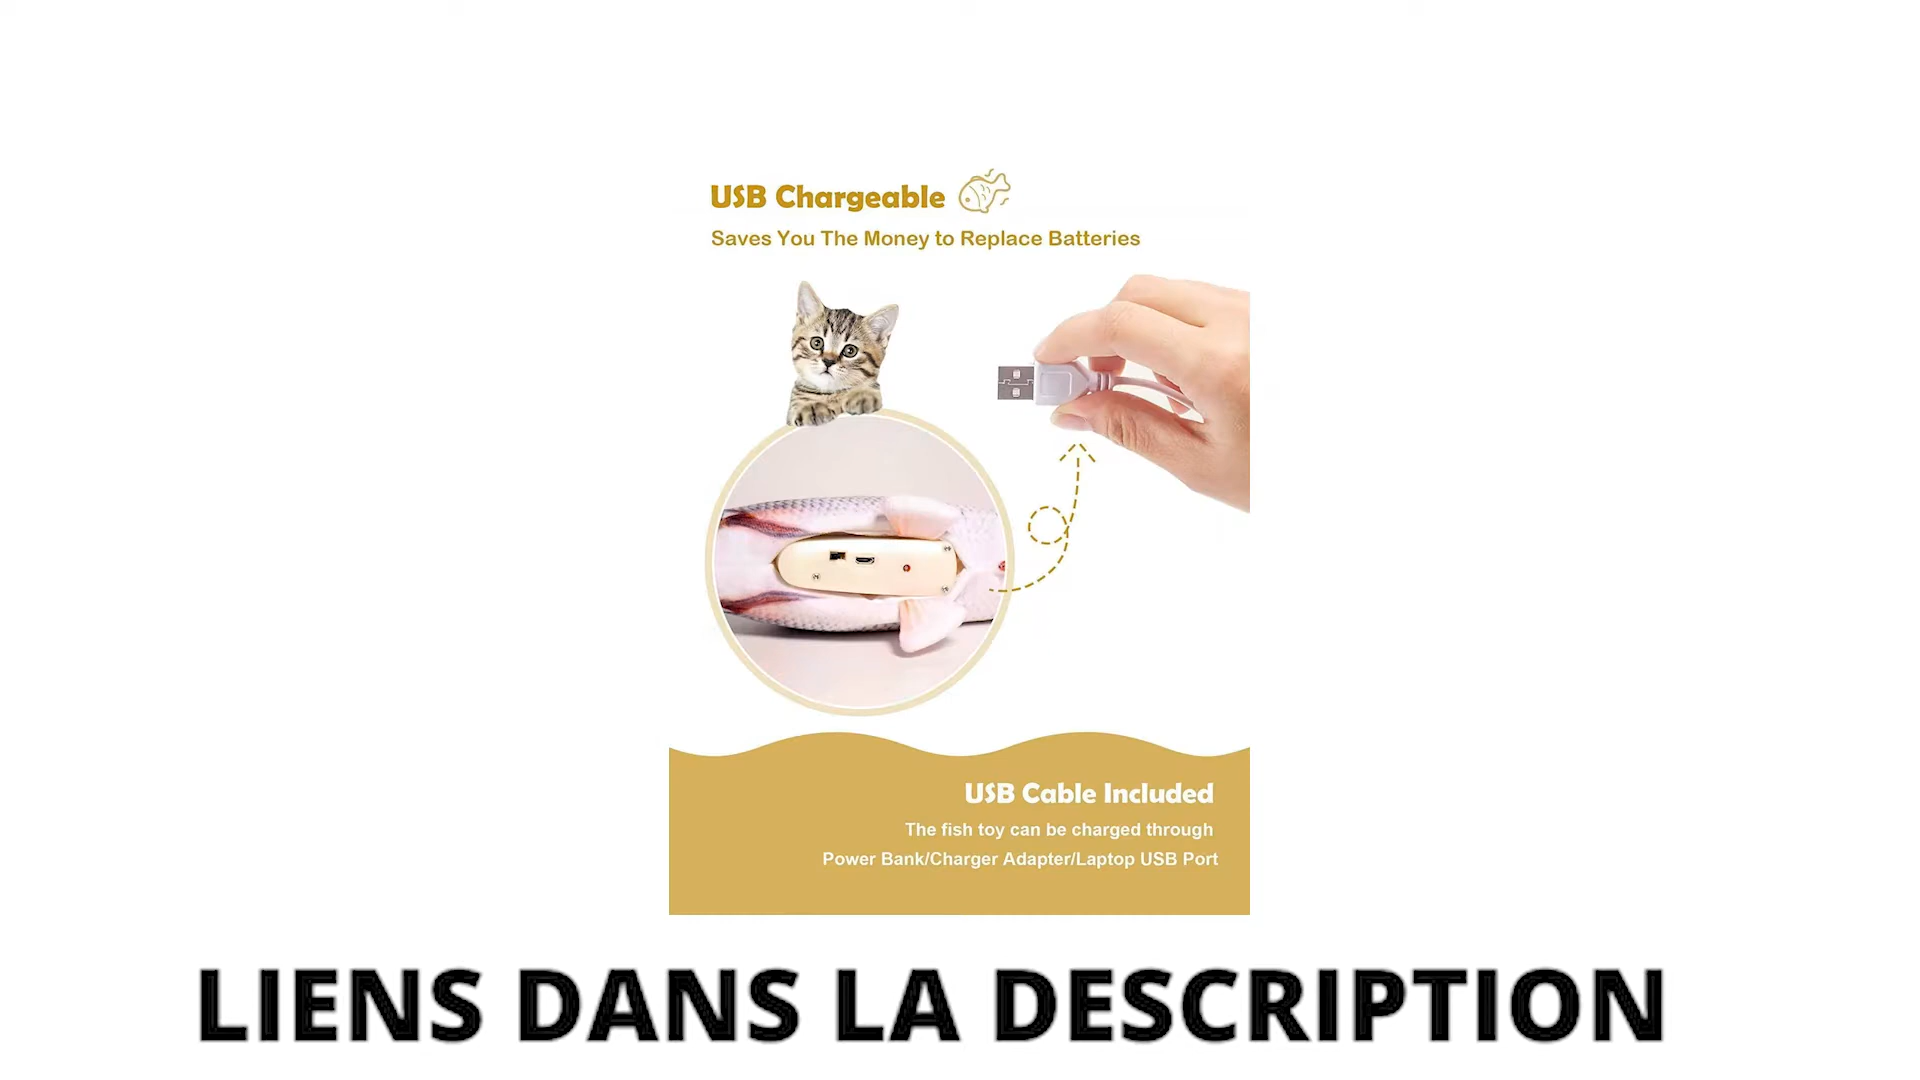 USB Chargeable
Saves You The Money to Replace Batteries
USB Cable Included
The fish toy can be charged through
Power Bank/Charger Adapter/Laptop USB Port
LIENS DANS LA DESCRIPTION